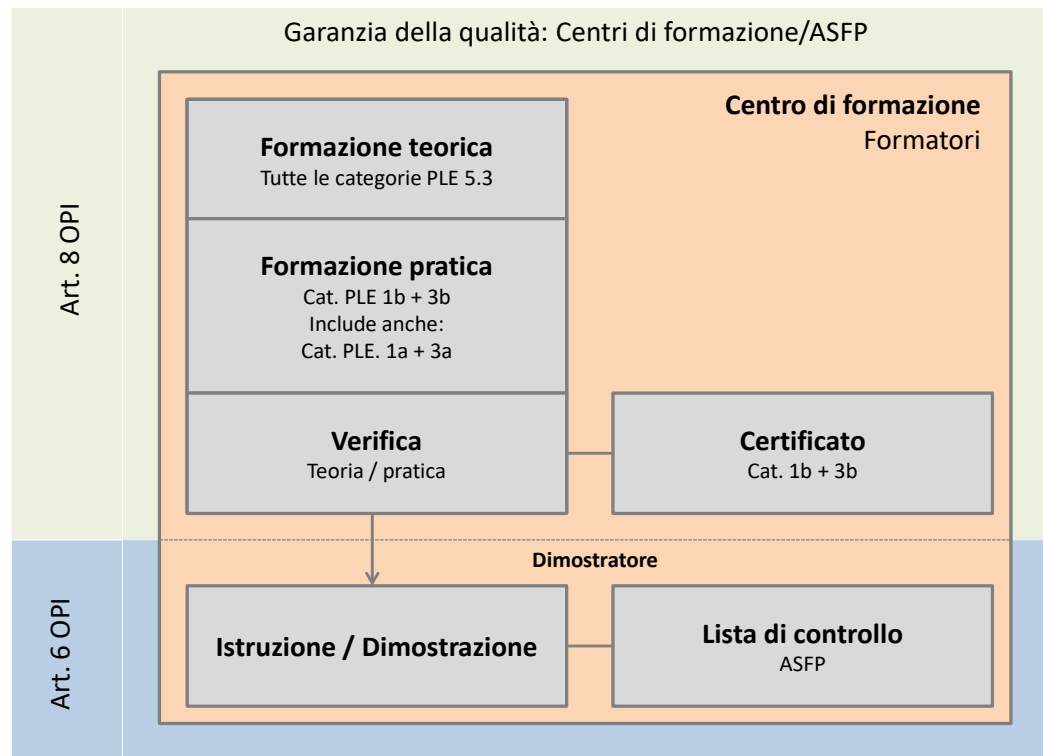 Garanzia della qualità: Centri di formazione/ASFP
Art. 8 OPI
Centro di formazione
Formatori
Formazione teorica
Tutte le categorie PLE 5.3
Formazione pratica
Cat. PLE 1b + 3b
Include anche:
Cat. PLE. 1a + 3a
Verifica
Teoria / pratica
Certificato
Cat. 1b + 3b
Art. 6 OPI
Dimostratore
Istruzione / Dimostrazione
Lista di controllo
ASFP